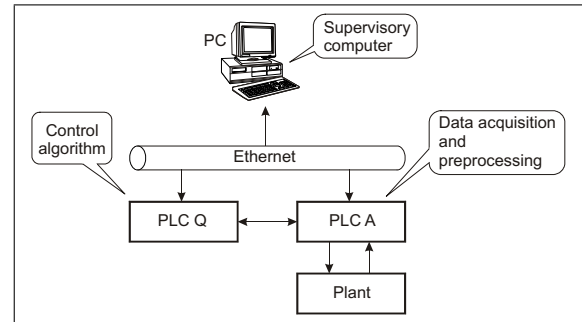 PC
Supervisory
computer
Control
algorithm
Ethernet
Data acquisition
and
preprocessing
PLC Q
PLC A
Plant